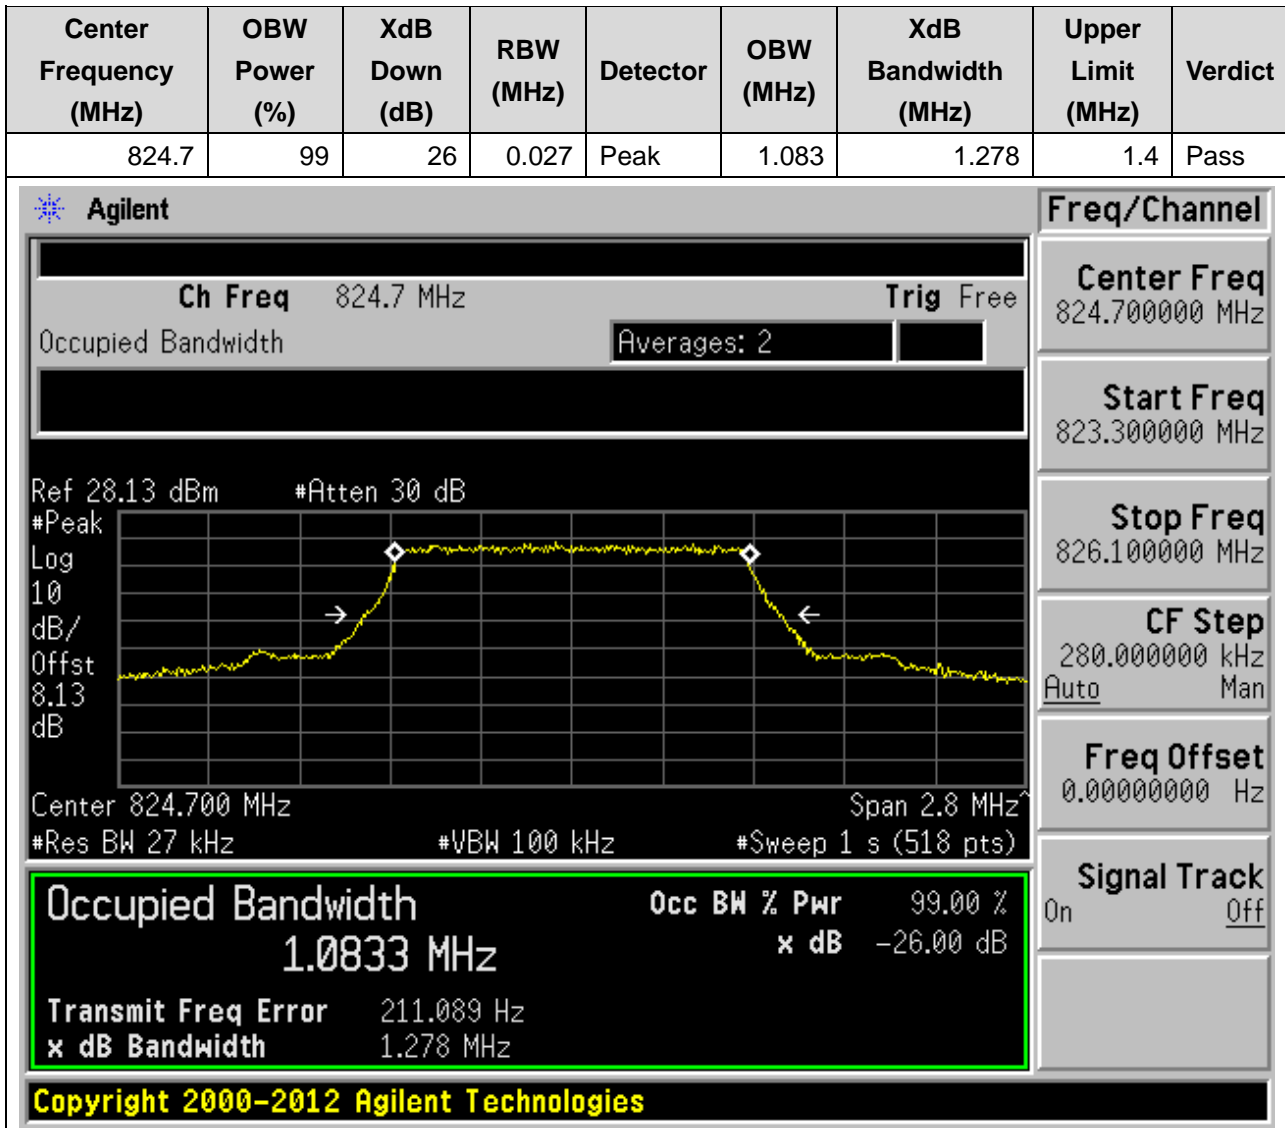 Center Frequency (MHz) OBW Power (%) XdB Down (dB) RBW (MHz) Detector OBW (MHz) XdB Bandwidth (MHz) Upper Limit (MHz) Verdict
824.7 99 26 0.027 Peak 1.083 1.278 1.4 Pass
Agilent
Freq/Channel
Ch Freq 824.7 MHz Trig Free
Occupied Bandwidth Averages: 2
Center Freq
824.700000 MHz
Start Freq
823.300000 MHz
Stop Freq
826.100000 MHz
CF Step
280.000000 kHz
Auto Man
Freq Offset
0.00000000 Hz
Signal Track
On Off
Ref 28.13 dBm #Atten 30 dB
#Peak
Log
10
dB/
Offst
8.13
dB
Center 824.700 MHz Span 2.8 MHz^
#Res BW 27 kHz #VBW 100 kHz #Sweep 1 s (518 pts)
Occupied Bandwidth Occ BW % Pwr 99.00 %
1.0833 MHz x dB -26.00 dB
Transmit Freq Error 211.089 Hz
x dB Bandwidth 1.278 MHz
Copyright 2000-2012 Agilent Technologies